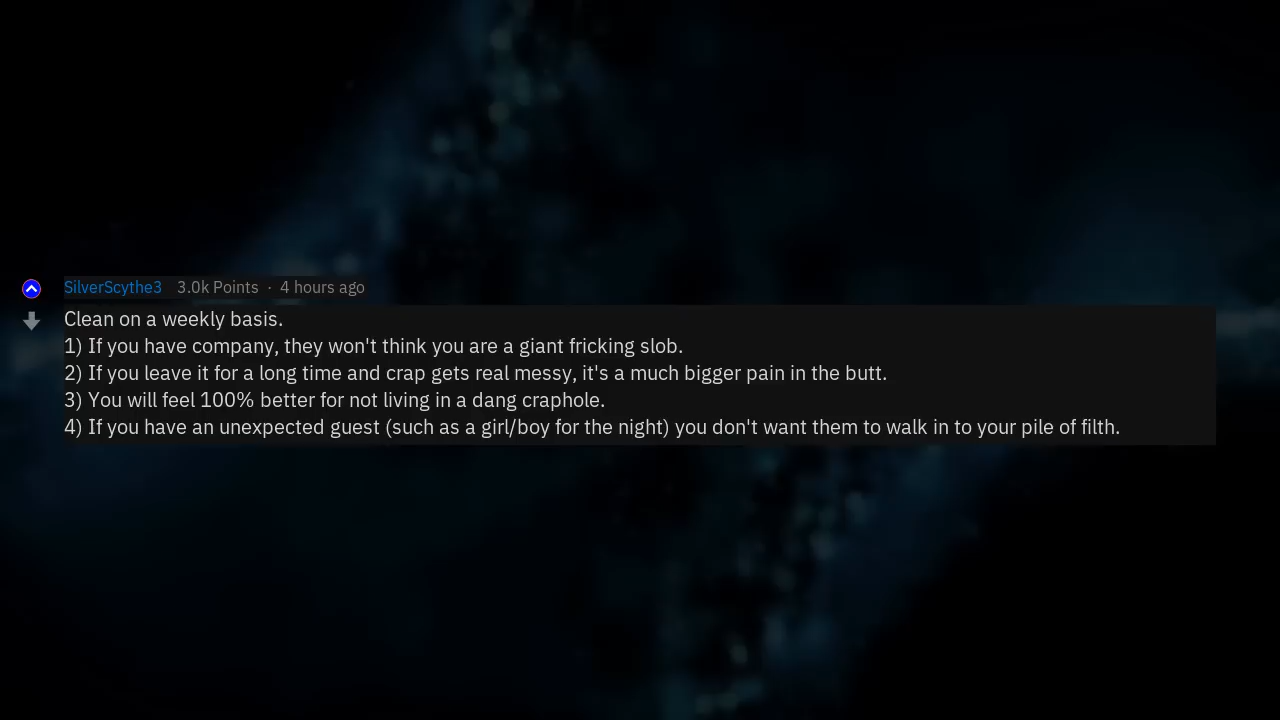 SilverScythe3 3.0k Points · 4 hours ago
Clean on a weekly basis.
1) If you have company, they won't think you are a giant fricking slob.
2) If you leave it for a long time and crap gets real messy, it's a much bigger pain in the butt.
3) You will feel 100% better for not living in a dang craphole.
4) If you have an unexpected guest (such as a girl/boy for the night) you don't want them to walk in to your pile of filth.